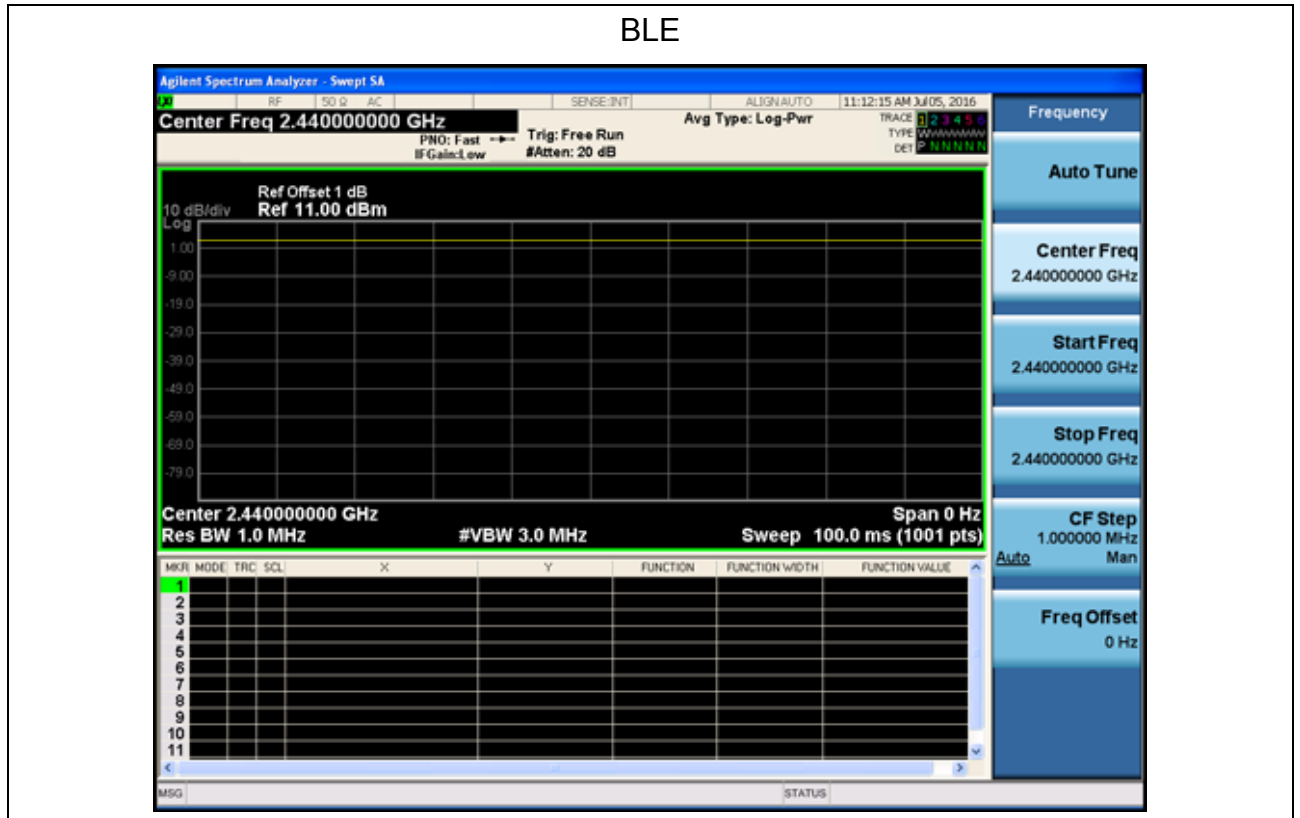 BLE
Agilent Spectrum Analyzer - Swept SA
LXI RF 50 Ω AC SENSE:INT ALIGN AUTO 11:12:15 AM Jul 05, 2016
Center Freq 2.440000000 GHz
PNO: Fast
IFGain:Low
Trig: Free Run
#Atten: 20 dB
Avg Type: Log-Pwr
TRACE 1 2 3 4 5 6
TYPE WWWWWW
DET P N N N N N
Ref Offset 1 dB
10 dB/div Ref 11.00 dBm
Log
1.00
-9.00
-19.0
-29.0
-39.0
-49.0
-59.0
-69.0
-79.0
Center 2.440000000 GHz Span 0 Hz
Res BW 1.0 MHz #VBW 3.0 MHz Sweep 100.0 ms (1001 pts)
MKR MODE TRC SCL X Y FUNCTION FUNCTION WIDTH FUNCTION VALUE
1
2
3
4
5
6
7
8
9
10
11
MSG STATUS
Frequency
Auto Tune
Center Freq
2.440000000 GHz
Start Freq
2.440000000 GHz
Stop Freq
2.440000000 GHz
CF Step
1.000000 MHz
Auto Man
Freq Offset
0 Hz